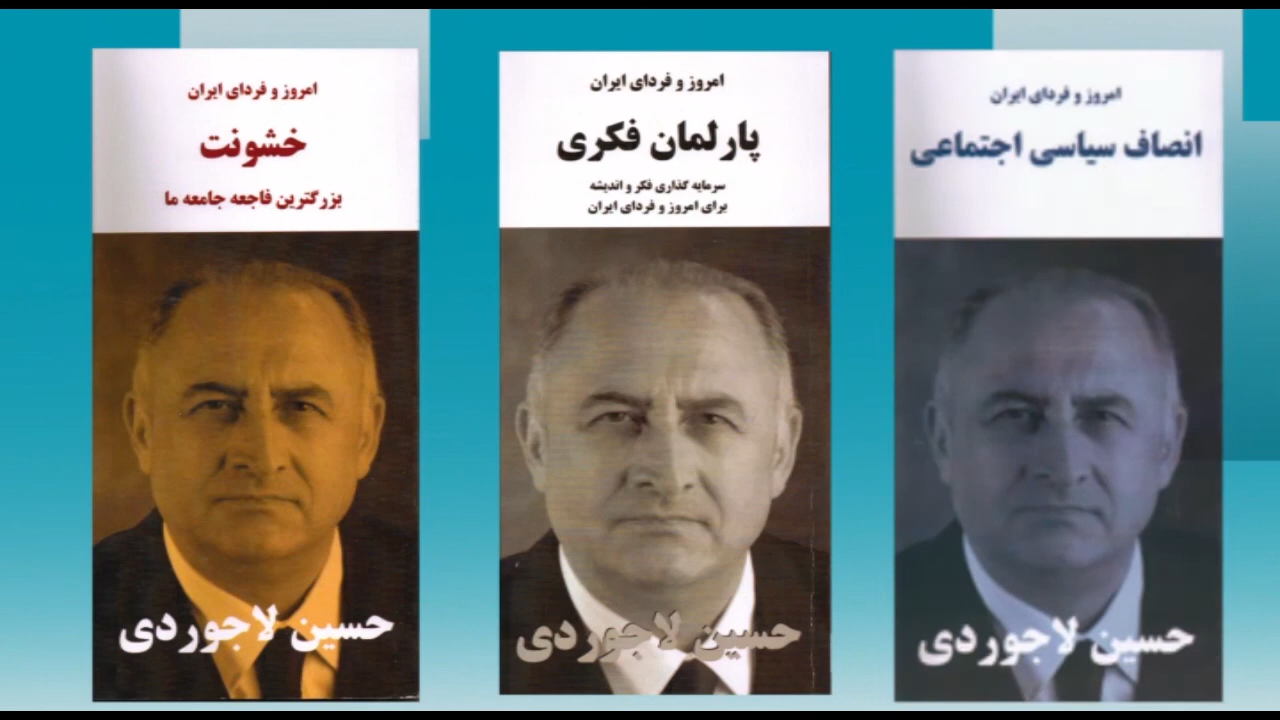 امروز و فردای ایران
انصاف سیاسی اجتماعی
حسین لاجوردی
امروز و فردای ایران
پارلمان فکری
سرمایه گذاری فکر و اندیشه
برای امروز و فردای ایران
حسین لاجوردی
امروز و فردای ایران
خشونت
بزرگترین فاجعه جامعه ما
حسین لاجوردی